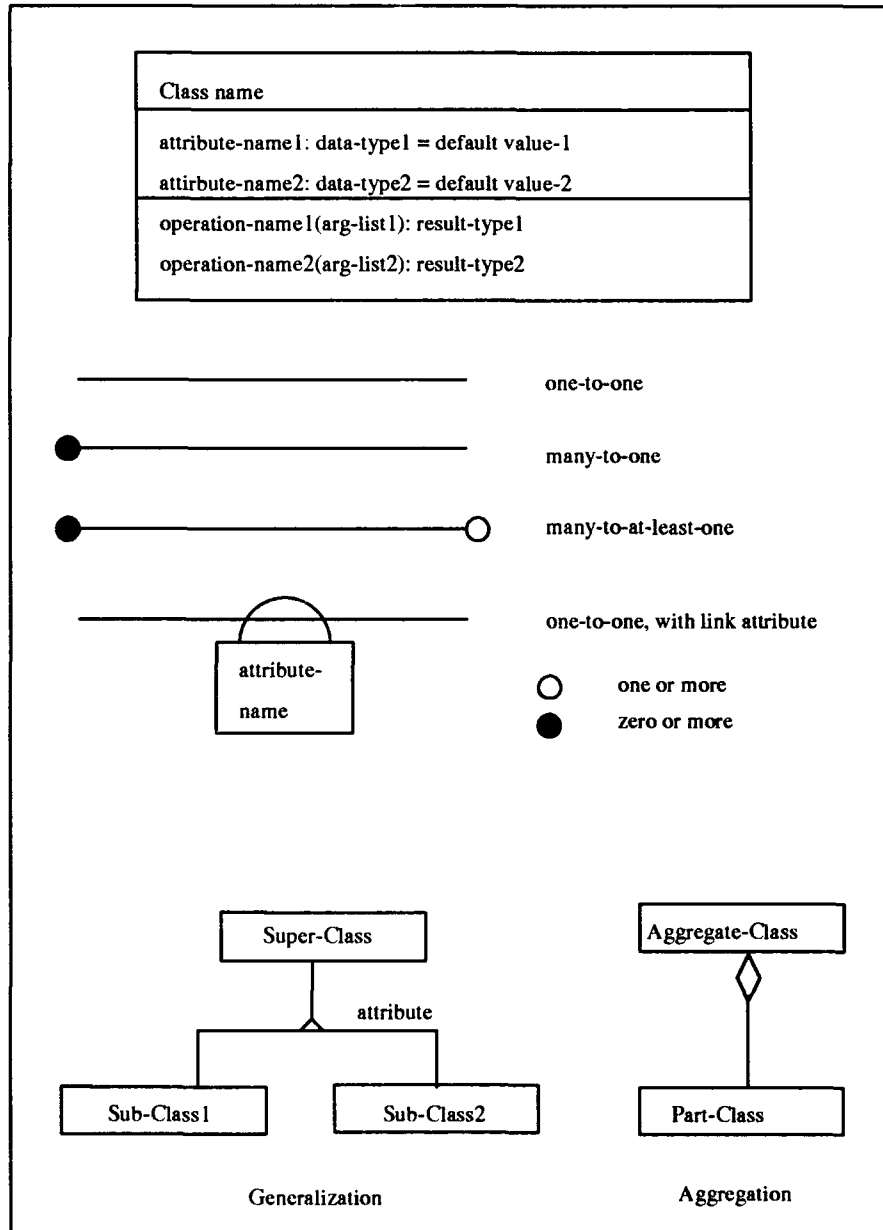 Class name
attribute-name1: data-type1 = default value-1
attirbute-name2: data-type2 = default value-2
operation-name1(arg-list1): result-type1
operation-name2(arg-list2): result-type2
one-to-one
many-to-one
many-to-at-least-one
one-to-one, with link attribute
attribute-
name
one or more
zero or more
Super-Class
attribute
Sub-Class1
Sub-Class2
Generalization
Aggregate-Class
Part-Class
Aggregation